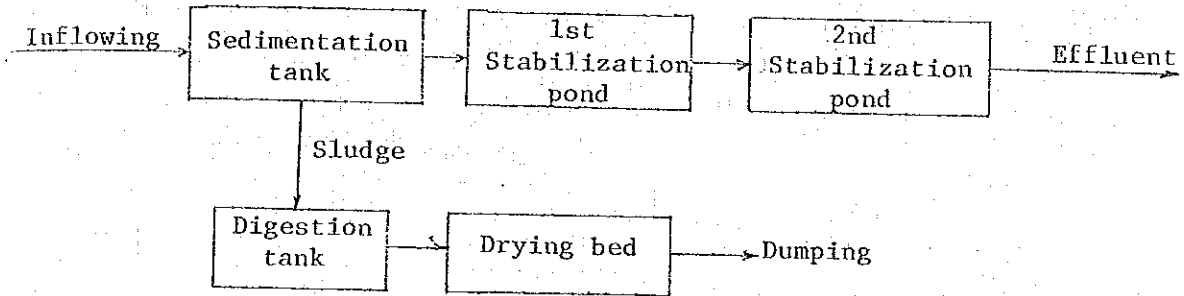 Inflowing
Sedimentation
tank
1st
Stabilization
pond
2nd
Stabilization
pond
Effluent
Sludge
Digestion
tank
Drying bed
Dumping